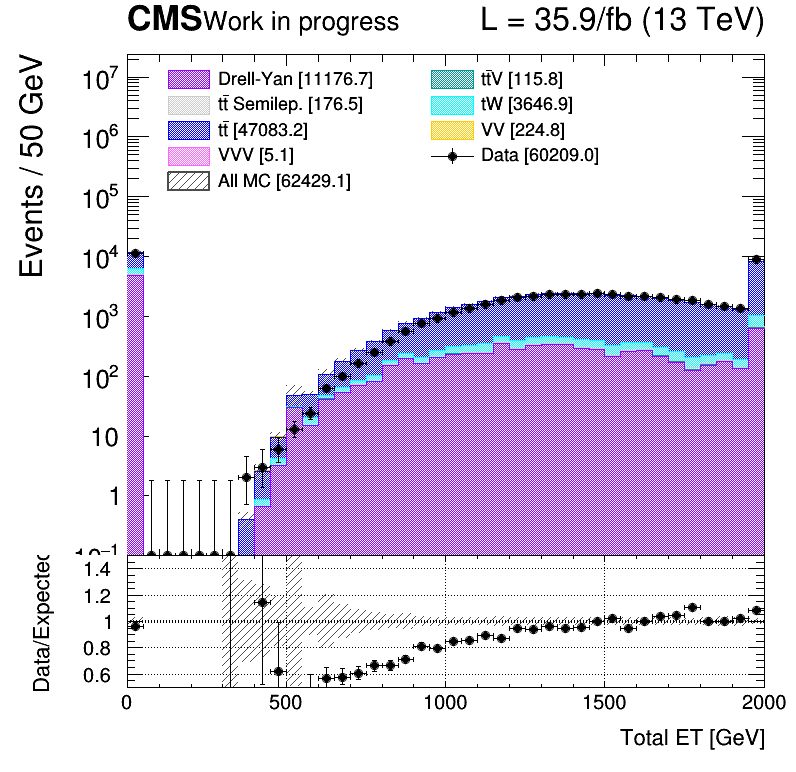 CMS Work in progress L = 35.9/fb (13 TeV)
Events / 50 GeV
10⁷
10⁶
10⁵
10⁴
10³
10²
10
1
10⁻¹
Drell-Yan [11176.7]
tt̄ Semilep. [176.5]
tt̄ [47083.2]
VVV [5.1]
All MC [62429.1]
tt̄V [115.8]
tW [3646.9]
VV [224.8]
Data [60209.0]
Data/Expected
1.4
1.2
1
0.8
0.6
0 500 1000 1500 2000
Total ET [GeV]